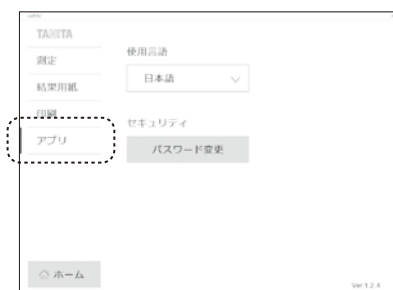 TANITA
測定
結果用紙
印刷
アプリ
使用言語
日本語
セキュリティ
パスワード変更
ホーム
Ver 1.2.4